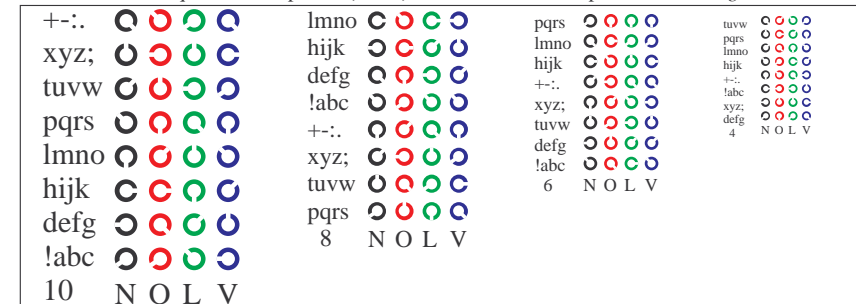 +-:.
xyz;
tuvw
pqrs
lmno
hijk
defg
!abc
10 N O L V
lmno
hijk
defg
!abc
+-:.
xyz;
tuvw
pqrs
8 N O L V
pqrs
lmno
hijk
+-:.
xyz;
tuvw
defg
!abc
6 N O L V
tuvw
pqrs
lmno
hijk
+-:.
!abc
xyz;
defg
4 N O L V